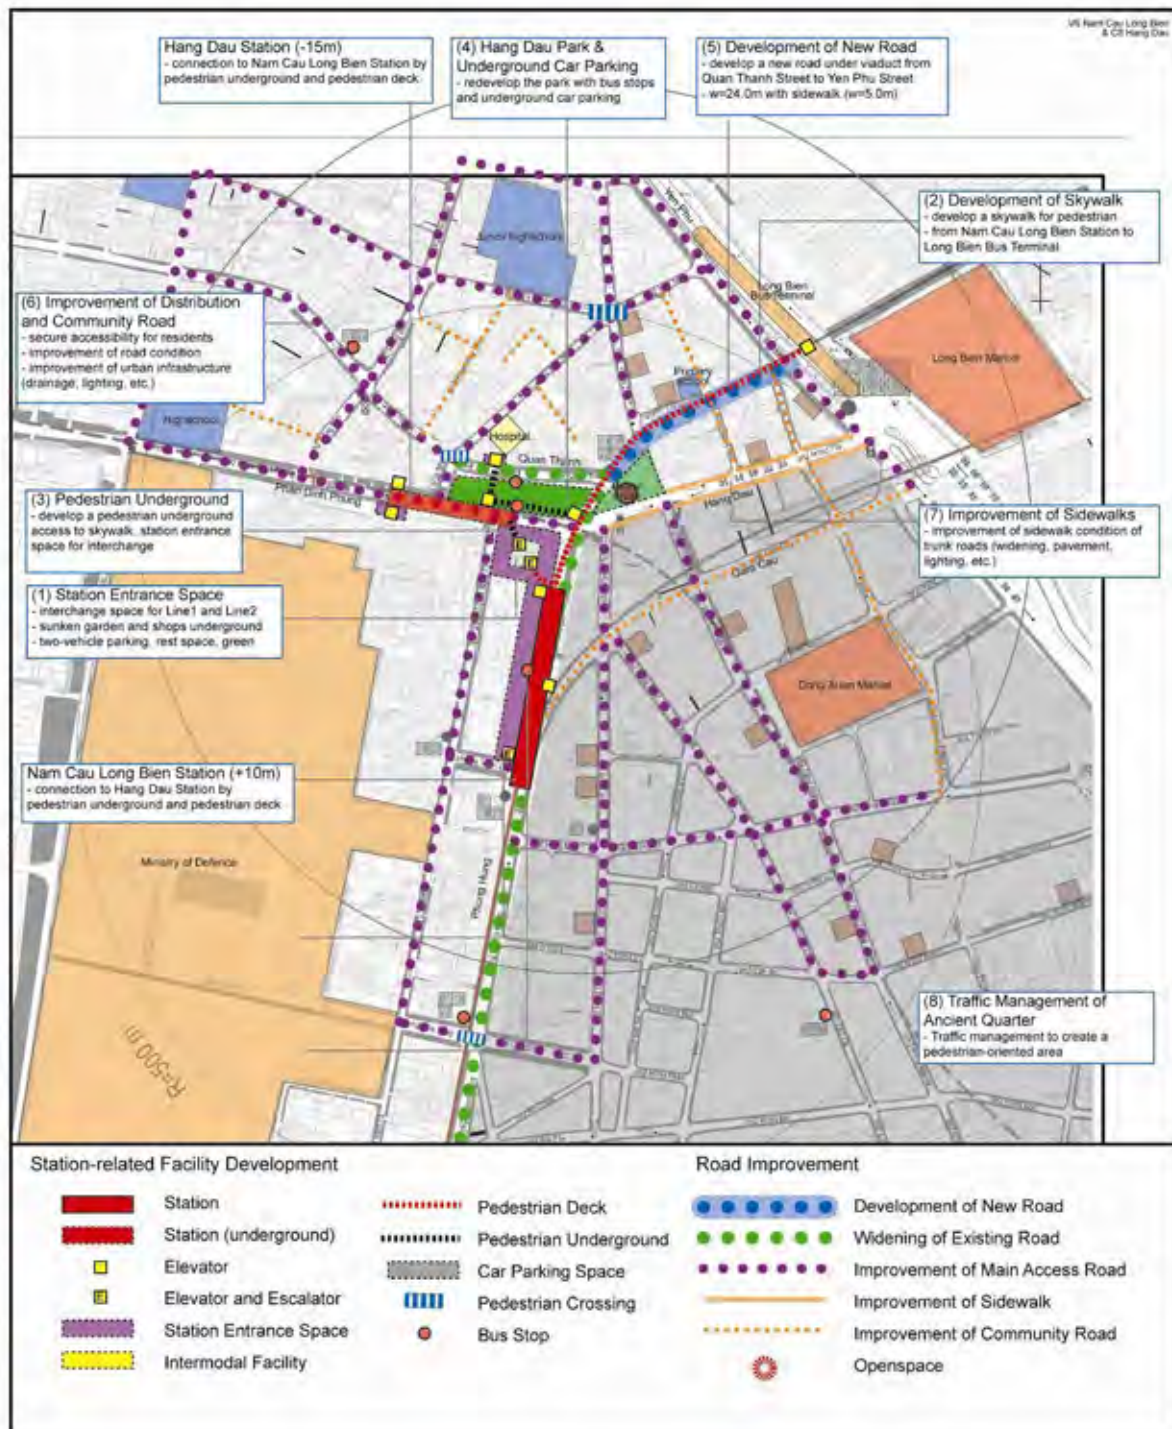 V6 Nam Cau Long Bien
& C8 Hang Dau
Hang Dau Station (-15m)
- connection to Nam Cau Long Bien Station by
pedestrian underground and pedestrian deck
(4) Hang Dau Park &
Underground Car Parking
- redevelop the park with bus stops
and underground car parking
(5) Development of New Road
- develop a new road under viaduct from
Quan Thanh Street to Yen Phu Street
- w=24.0m with sidewalk (w=5.0m)
(2) Development of Skywalk
- develop a skywalk for pedestrian
- from Nam Cau Long Bien Station to
Long Bien Bus Terminal
(6) Improvement of Distribution
and Community Road
- secure accessibility for residents
- improvement of road condition
- improvement of urban infrastructure
(drainage, lighting, etc.)
(3) Pedestrian Underground
- develop a pedestrian underground
access to skywalk, station entrance
space for interchange
(1) Station Entrance Space
- interchange space for Line1 and Line2
- sunken garden and shops underground
- two-vehicle parking, rest space, green
(7) Improvement of Sidewalks
- improvement of sidewalk condition of
trunk roads (widening, pavement,
lighting, etc.)
Nam Cau Long Bien Station (+10m)
- connection to Hang Dau Station by
pedestrian underground and pedestrian deck
(8) Traffic Management of
Ancient Quarter
- Traffic management to create a
pedestrian-oriented area
Yen Phu
Long Bien
Bus Terminal
Long Bien Market
Primary
school
Highschool
Hospital
Quan Thanh
Phan Dinh Phung
Hang Dau
Gam Cau
Dong Xuan Market
Ministry of Defence
Phung Hung
R=500 m
Station-related Facility Development
Station
Station (underground)
Elevator
Elevator and Escalator
Station Entrance Space
Intermodal Facility
Pedestrian Deck
Pedestrian Underground
Car Parking Space
Pedestrian Crossing
Bus Stop
Road Improvement
Development of New Road
Widening of Existing Road
Improvement of Main Access Road
Improvement of Sidewalk
Improvement of Community Road
Openspace